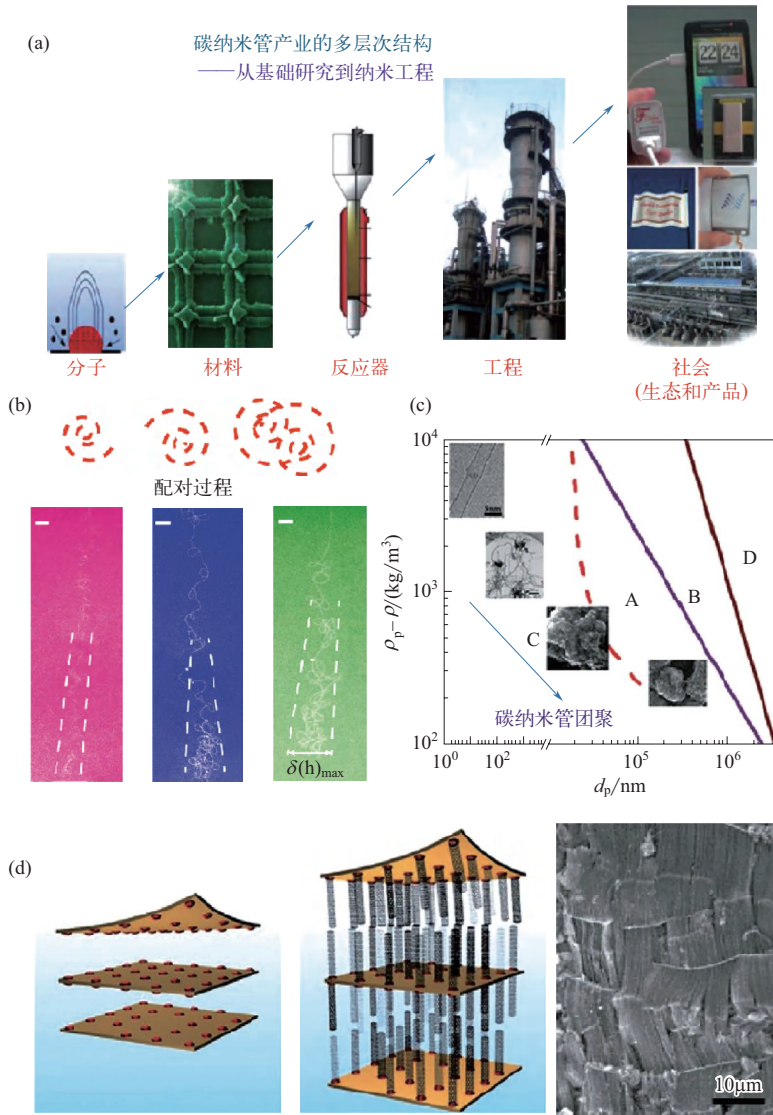 (a)
碳纳米管产业的多层次结构
——从基础研究到纳米工程
22 24
分子
材料
反应器
工程
社会
(生态和产品)
(b)
配对过程
δ(h)max
(c)
10⁴
10³
10²
ρp− ρ/(kg/m³)
A
B
C
D
碳纳米管团聚
10⁰
10²
10⁵
10⁶
dp/nm
(d)
10μm